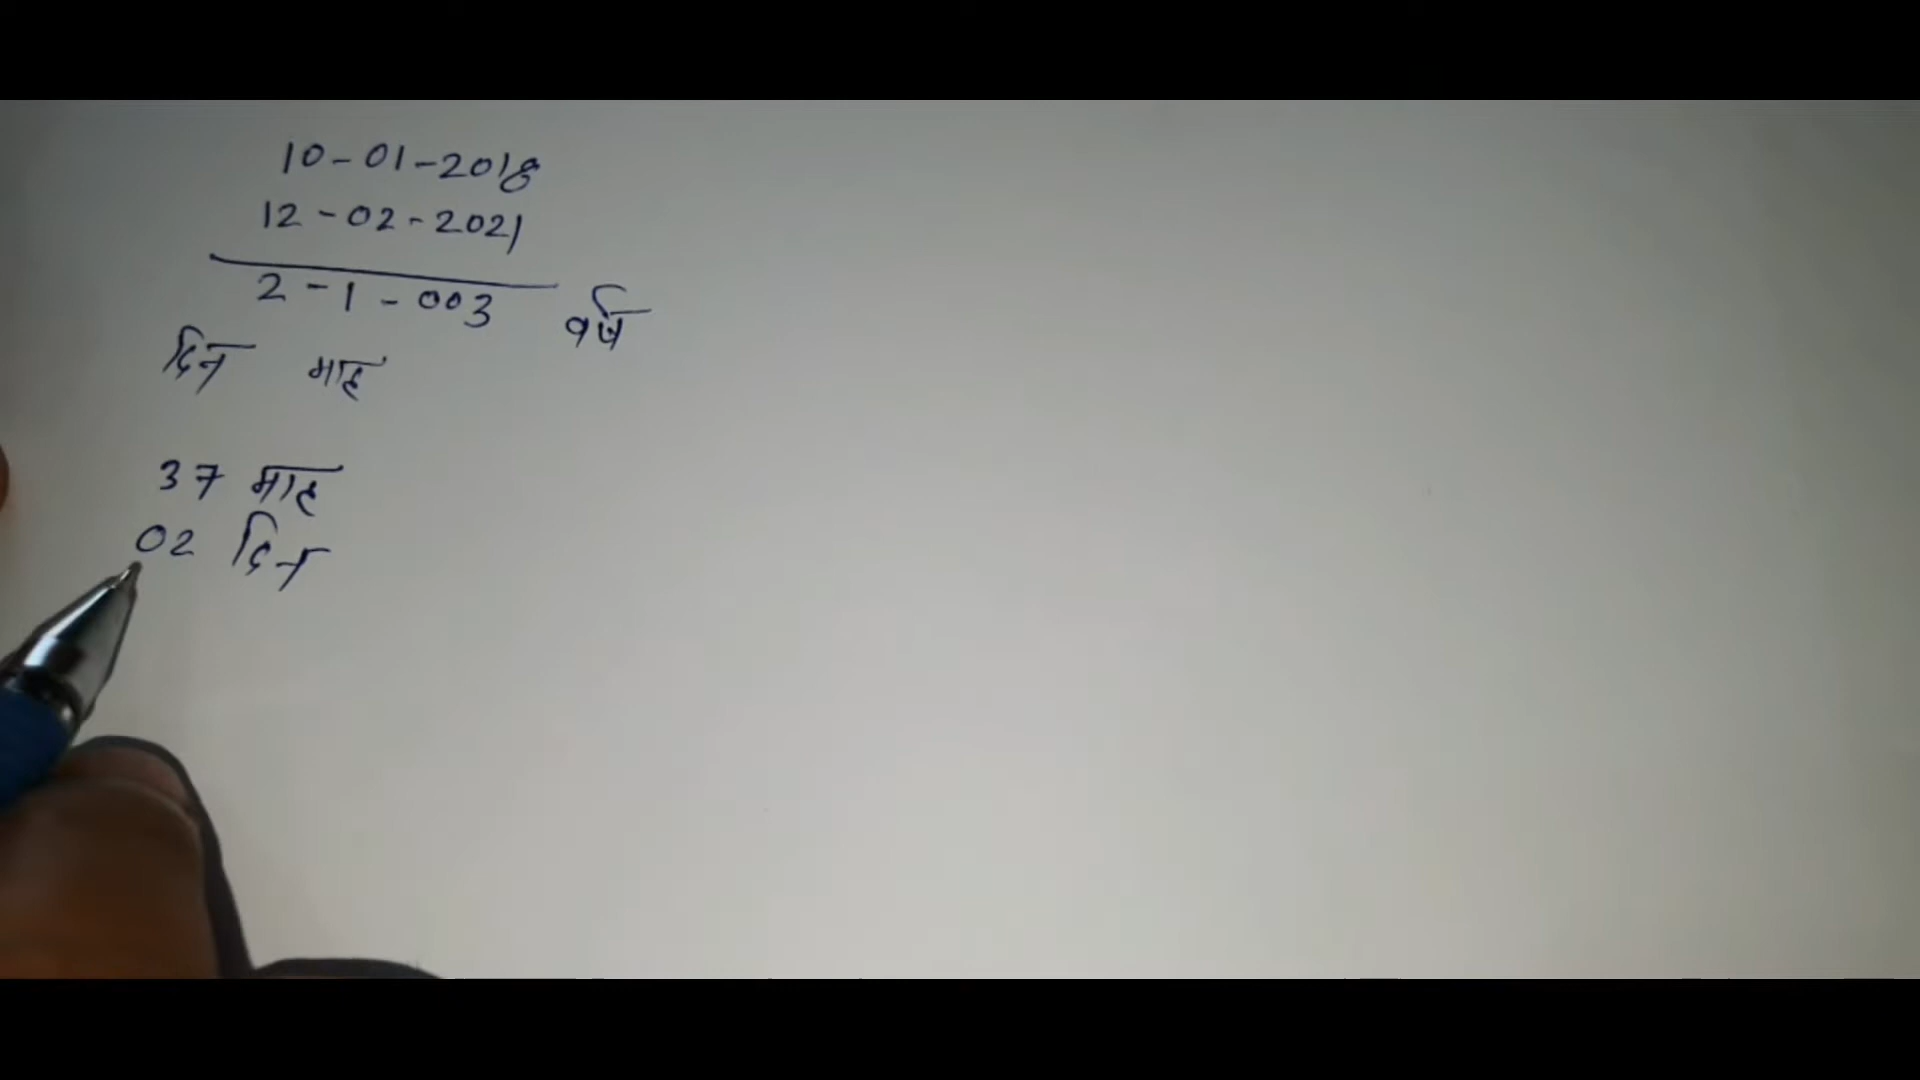 10-01-2018
12-02-2021
2-1-003 वर्ष
दिन माह
37 माह
02 दिन